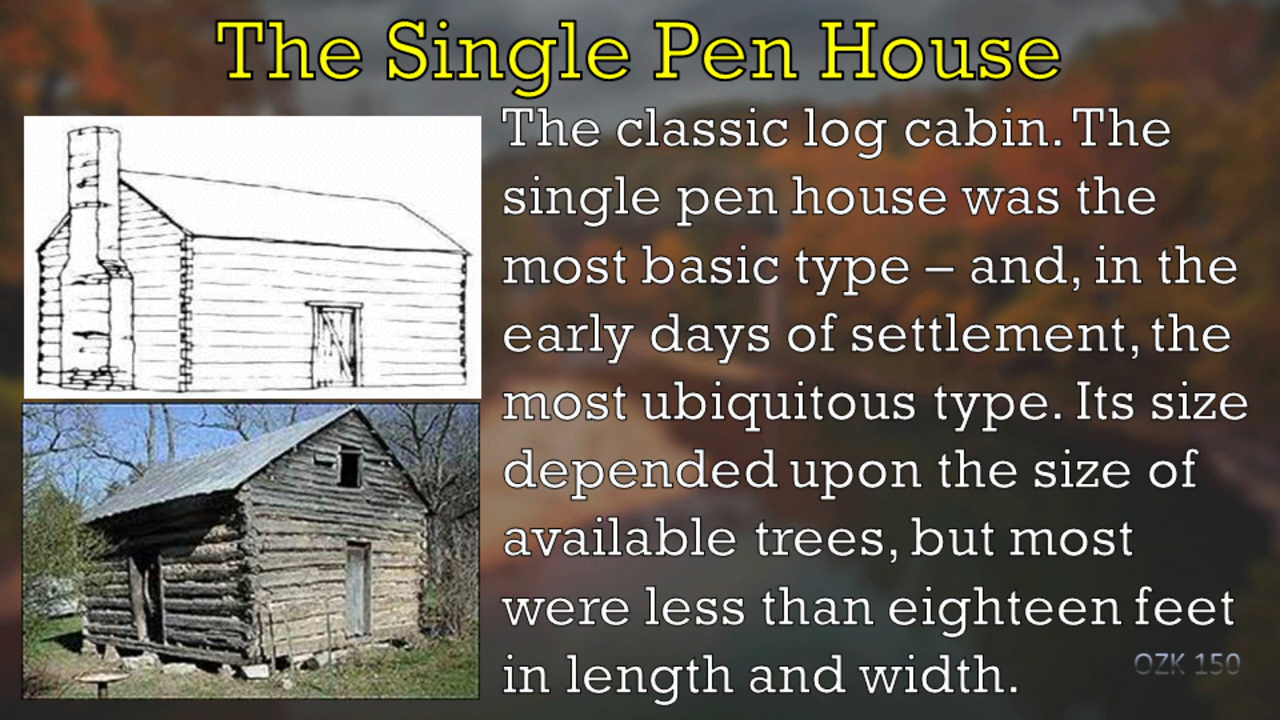 The Single Pen House
The classic log cabin. The
single pen house was the
most basic type – and, in the
early days of settlement, the
most ubiquitous type. Its size
depended upon the size of
available trees, but most
were less than eighteen feet
in length and width.
OZK 150